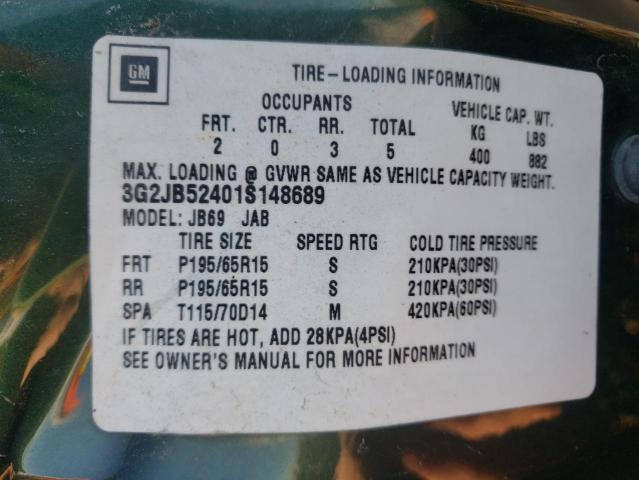 GM
TIRE-LOADING INFORMATION
OCCUPANTS VEHICLE CAP. WT.
FRT. CTR. RR. TOTAL KG LBS
2 0 3 5 400 882
MAX. LOADING @ GVWR SAME AS VEHICLE CAPACITY WEIGHT.
3G2JB52401S148689
MODEL: JB69 JAB
TIRE SIZE SPEED RTG COLD TIRE PRESSURE
FRT P195/65R15 S 210KPA(30PSI)
RR P195/65R15 S 210KPA(30PSI)
SPA T115/70D14 M 420KPA(60PSI)
IF TIRES ARE HOT, ADD 28KPA(4PSI)
SEE OWNER'S MANUAL FOR MORE INFORMATION